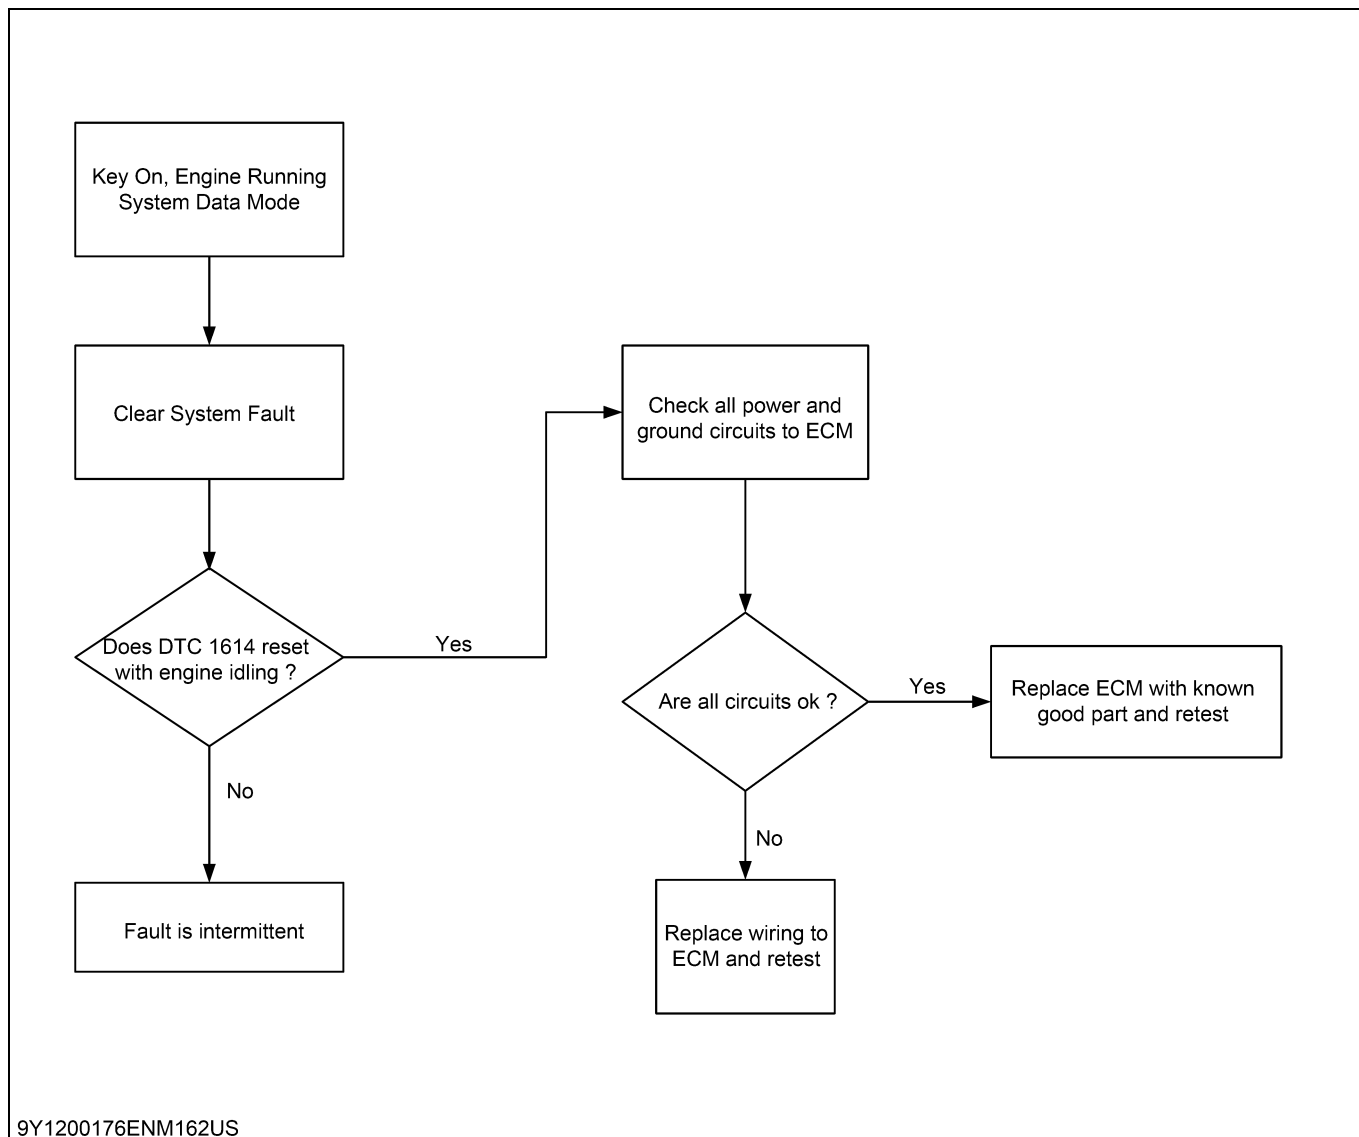 Key On, Engine Running
System Data Mode
Clear System Fault
Does DTC 1614 reset
with engine idling ?
Yes
No
Fault is intermittent
Check all power and
ground circuits to ECM
Are all circuits ok ?
Yes
Replace ECM with known
good part and retest
No
Replace wiring to
ECM and retest
9Y1200176ENM162US